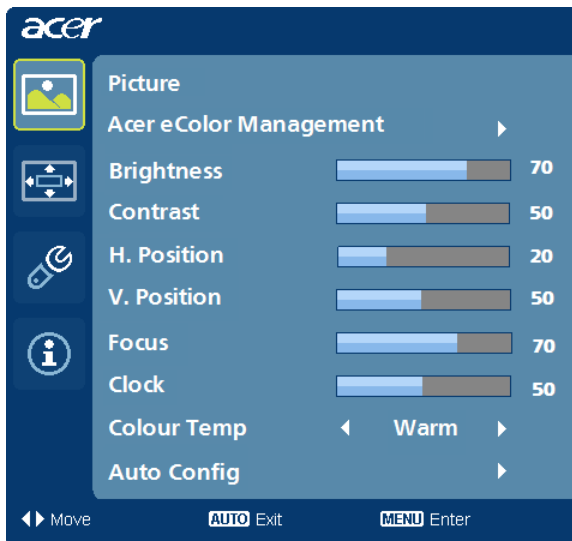 acer
Picture
Acer eColor Management
Brightness 70
Contrast 50
H. Position 20
V. Position 50
Focus 70
Clock 50
Colour Temp Warm
Auto Config
Move AUTO Exit MENU Enter